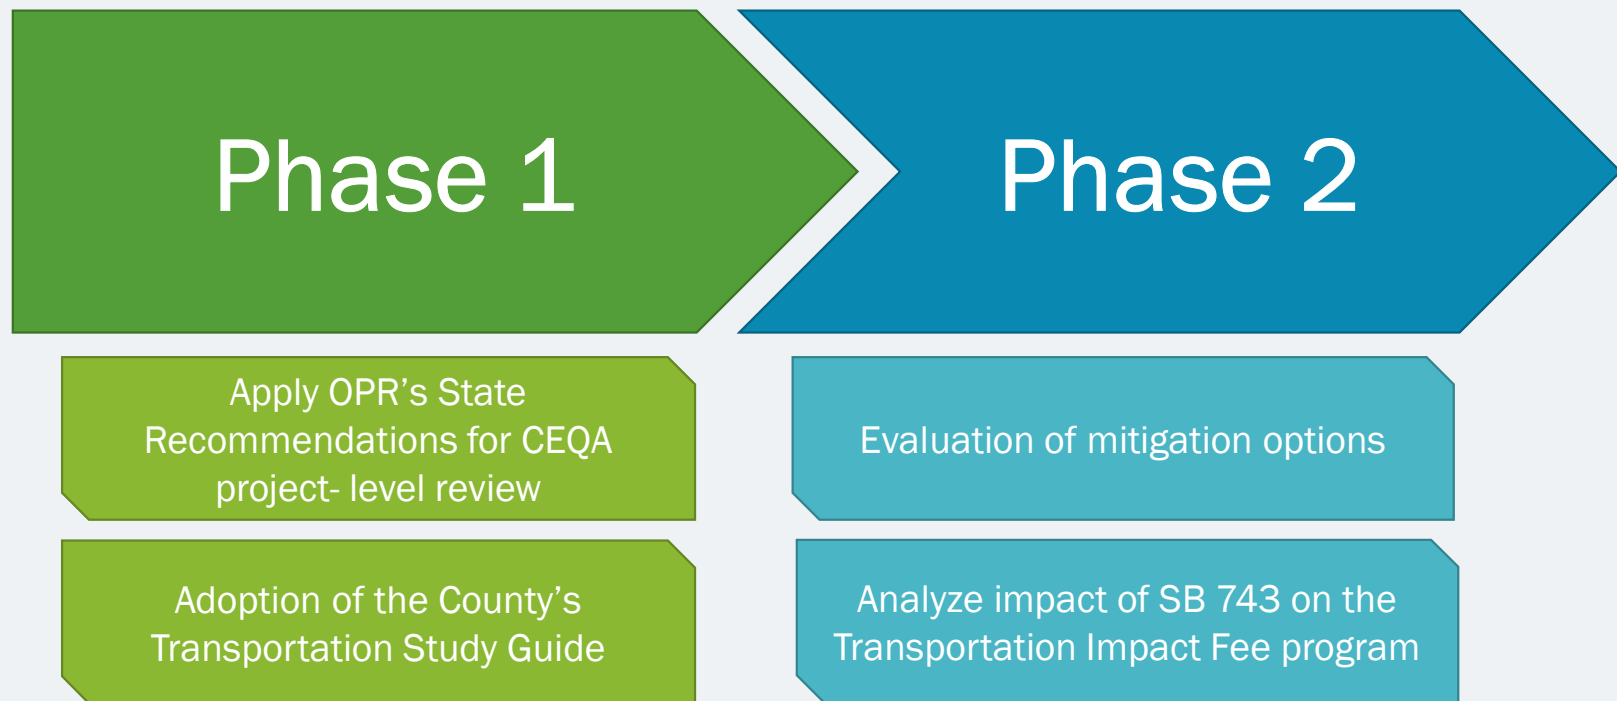 Phase 1
Phase 2
Apply OPR’s State
Recommendations for CEQA
project- level review
Evaluation of mitigation options
Adoption of the County’s
Transportation Study Guide
Analyze impact of SB 743 on the
Transportation Impact Fee program